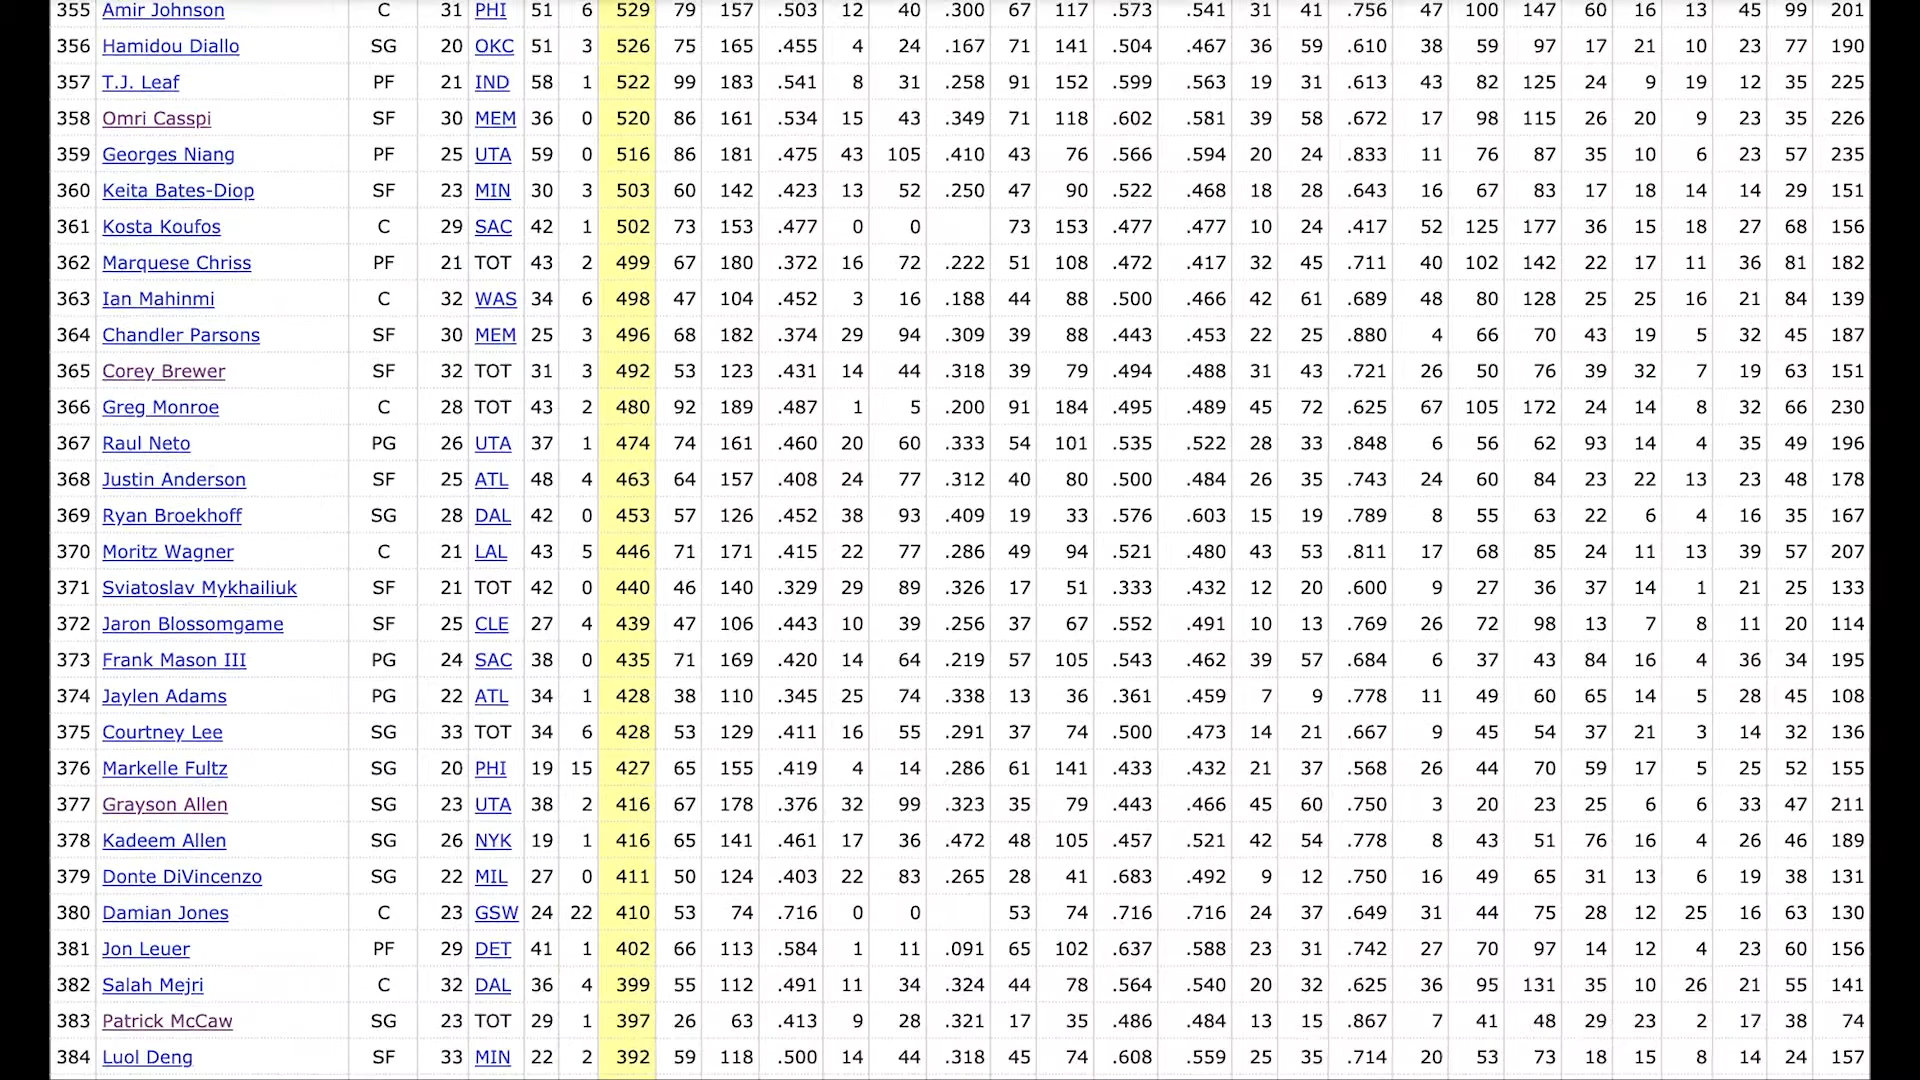 355 Amir Johnson C 31 PHI 51 6 529 79 157 .503 12 40 .300 67 117 .573 .541 31 41 .756 47 100 147 60 16 13 45 99 201
356 Hamidou Diallo SG 20 OKC 51 3 526 75 165 .455 4 24 .167 71 141 .504 .467 36 59 .610 38 59 97 17 21 10 23 77 190
357 T.J. Leaf PF 21 IND 58 1 522 99 183 .541 8 31 .258 91 152 .599 .563 19 31 .613 43 82 125 24 9 19 12 35 225
358 Omri Casspi SF 30 MEM 36 0 520 86 161 .534 15 43 .349 71 118 .602 .581 39 58 .672 17 98 115 26 20 9 23 35 226
359 Georges Niang PF 25 UTA 59 0 516 86 181 .475 43 105 .410 43 76 .566 .594 20 24 .833 11 76 87 35 10 6 23 57 235
360 Keita Bates-Diop SF 23 MIN 30 3 503 60 142 .423 13 52 .250 47 90 .522 .468 18 28 .643 16 67 83 17 18 14 14 29 151
361 Kosta Koufos C 29 SAC 42 1 502 73 153 .477 0 0 73 153 .477 .477 10 24 .417 52 125 177 36 15 18 27 68 156
362 Marquese Chriss PF 21 TOT 43 2 499 67 180 .372 16 72 .222 51 108 .472 .417 32 45 .711 40 102 142 22 17 11 36 81 182
363 Ian Mahinmi C 32 WAS 34 6 498 47 104 .452 3 16 .188 44 88 .500 .466 42 61 .689 48 80 128 25 25 16 21 84 139
364 Chandler Parsons SF 30 MEM 25 3 496 68 182 .374 29 94 .309 39 88 .443 .453 22 25 .880 4 66 70 43 19 5 32 45 187
365 Corey Brewer SF 32 TOT 31 3 492 53 123 .431 14 44 .318 39 79 .494 .488 31 43 .721 26 50 76 39 32 7 19 63 151
366 Greg Monroe C 28 TOT 43 2 480 92 189 .487 1 5 .200 91 184 .495 .489 45 72 .625 67 105 172 24 14 8 32 66 230
367 Raul Neto PG 26 UTA 37 1 474 74 161 .460 20 60 .333 54 101 .535 .522 28 33 .848 6 56 62 93 14 4 35 49 196
368 Justin Anderson SF 25 ATL 48 4 463 64 157 .408 24 77 .312 40 80 .500 .484 26 35 .743 24 60 84 23 22 13 23 48 178
369 Ryan Broekhoff SG 28 DAL 42 0 453 57 126 .452 38 93 .409 19 33 .576 .603 15 19 .789 8 55 63 22 6 4 16 35 167
370 Moritz Wagner C 21 LAL 43 5 446 71 171 .415 22 77 .286 49 94 .521 .480 43 53 .811 17 68 85 24 11 13 39 57 207
371 Sviatoslav Mykhailiuk SF 21 TOT 42 0 440 46 140 .329 29 89 .326 17 51 .333 .432 12 20 .600 9 27 36 37 14 1 21 25 133
372 Jaron Blossomgame SF 25 CLE 27 4 439 47 106 .443 10 39 .256 37 67 .552 .491 10 13 .769 26 72 98 13 7 8 11 20 114
373 Frank Mason III PG 24 SAC 38 0 435 71 169 .420 14 64 .219 57 105 .543 .462 39 57 .684 6 37 43 84 16 4 36 34 195
374 Jaylen Adams PG 22 ATL 34 1 428 38 110 .345 25 74 .338 13 36 .361 .459 7 9 .778 11 49 60 65 14 5 28 45 108
375 Courtney Lee SG 33 TOT 34 6 428 53 129 .411 16 55 .291 37 74 .500 .473 14 21 .667 9 45 54 37 21 3 14 32 136
376 Markelle Fultz SG 20 PHI 19 15 427 65 155 .419 4 14 .286 61 141 .433 .432 21 37 .568 26 44 70 59 17 5 25 52 155
377 Grayson Allen SG 23 UTA 38 2 416 67 178 .376 32 99 .323 35 79 .443 .466 45 60 .750 3 20 23 25 6 6 33 47 211
378 Kadeem Allen SG 26 NYK 19 1 416 65 141 .461 17 36 .472 48 105 .457 .521 42 54 .778 8 43 51 76 16 4 26 46 189
379 Donte DiVincenzo SG 22 MIL 27 0 411 50 124 .403 22 83 .265 28 41 .683 .492 9 12 .750 16 49 65 31 13 6 19 38 131
380 Damian Jones C 23 GSW 24 22 410 53 74 .716 0 0 53 74 .716 .716 24 37 .649 31 44 75 28 12 25 16 63 130
381 Jon Leuer PF 29 DET 41 1 402 66 113 .584 1 11 .091 65 102 .637 .588 23 31 .742 27 70 97 14 12 4 23 60 156
382 Salah Mejri C 32 DAL 36 4 399 55 112 .491 11 34 .324 44 78 .564 .540 20 32 .625 36 95 131 35 10 26 21 55 141
383 Patrick McCaw SG 23 TOT 29 1 397 26 63 .413 9 28 .321 17 35 .486 .484 13 15 .867 7 41 48 29 23 2 17 38 74
384 Luol Deng SF 33 MIN 22 2 392 59 118 .500 14 44 .318 45 74 .608 .559 25 35 .714 20 53 73 18 15 8 14 24 157